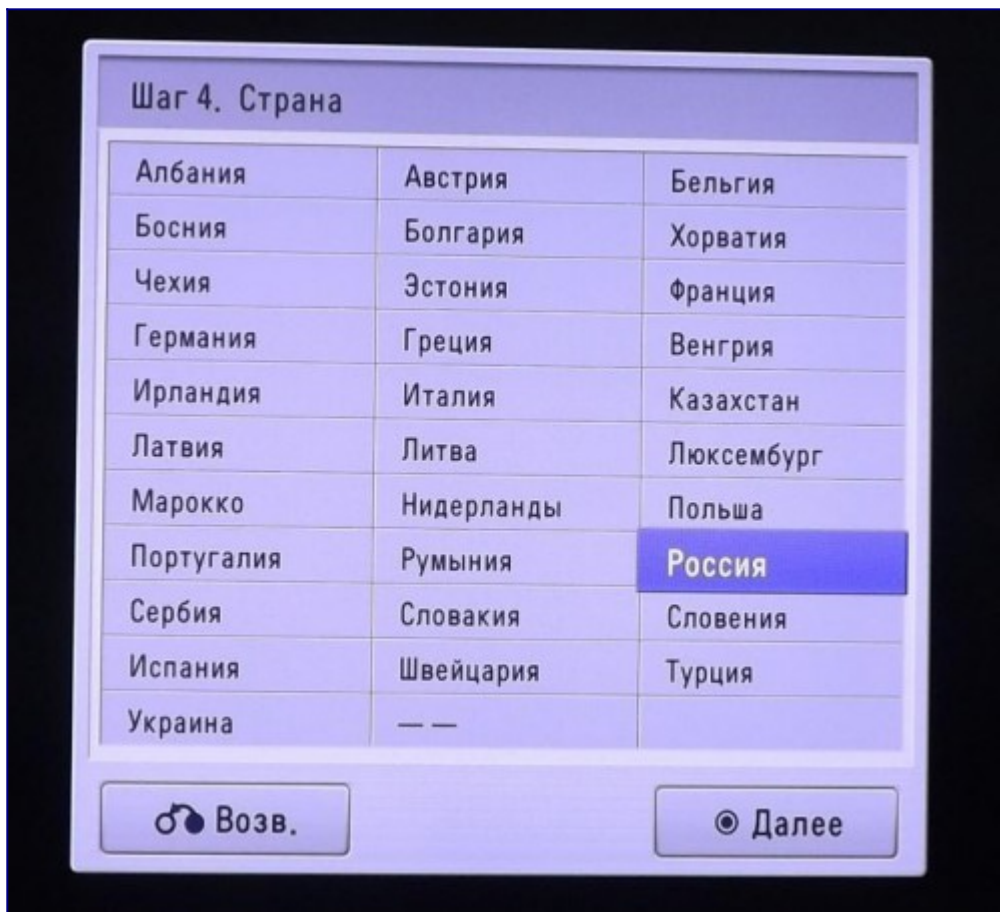 Шаг 4. Страна
Албания Австрия Бельгия
Босния Болгария Хорватия
Чехия Эстония Франция
Германия Греция Венгрия
Ирландия Италия Казахстан
Латвия Литва Люксембург
Марокко Нидерланды Польша
Португалия Румыния Россия
Сербия Словакия Словения
Испания Швейцария Турция
Украина — —
Возв. Далее